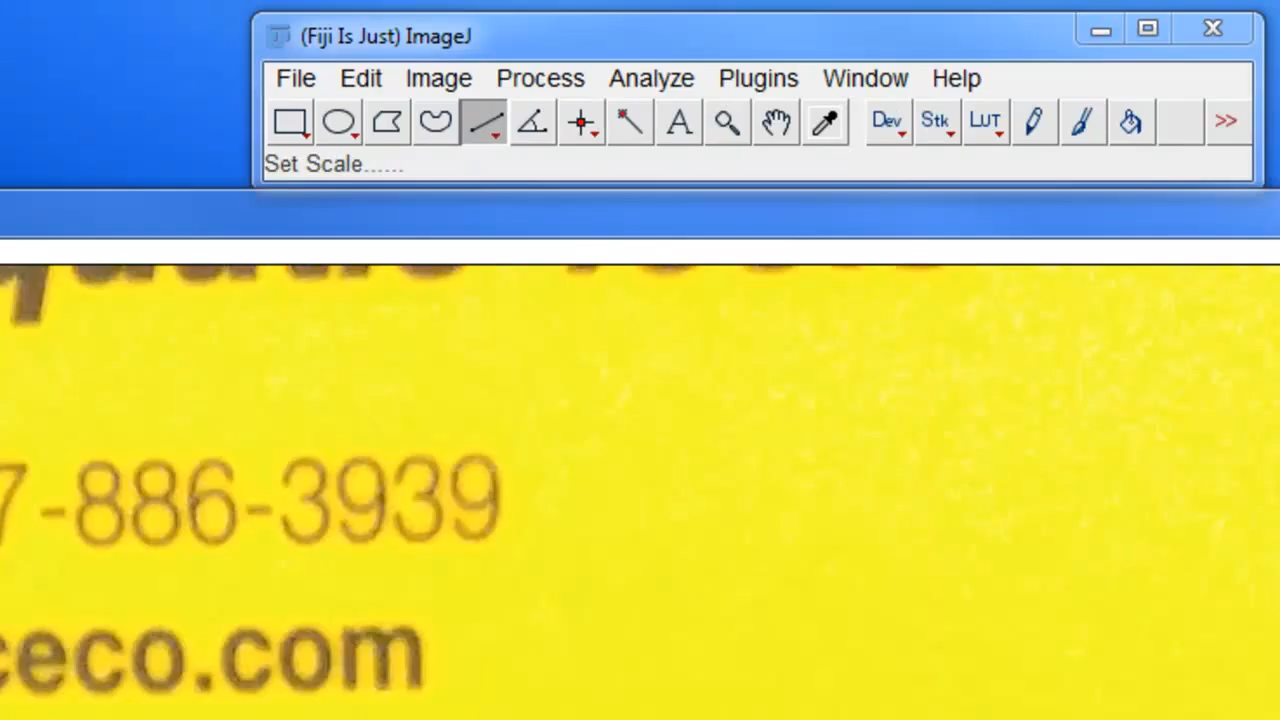 (Fiji Is Just) ImageJ
File Edit Image Process Analyze Plugins Window Help
Dev Stk LUT >>
Set Scale......
7-886-3939
ceco.com